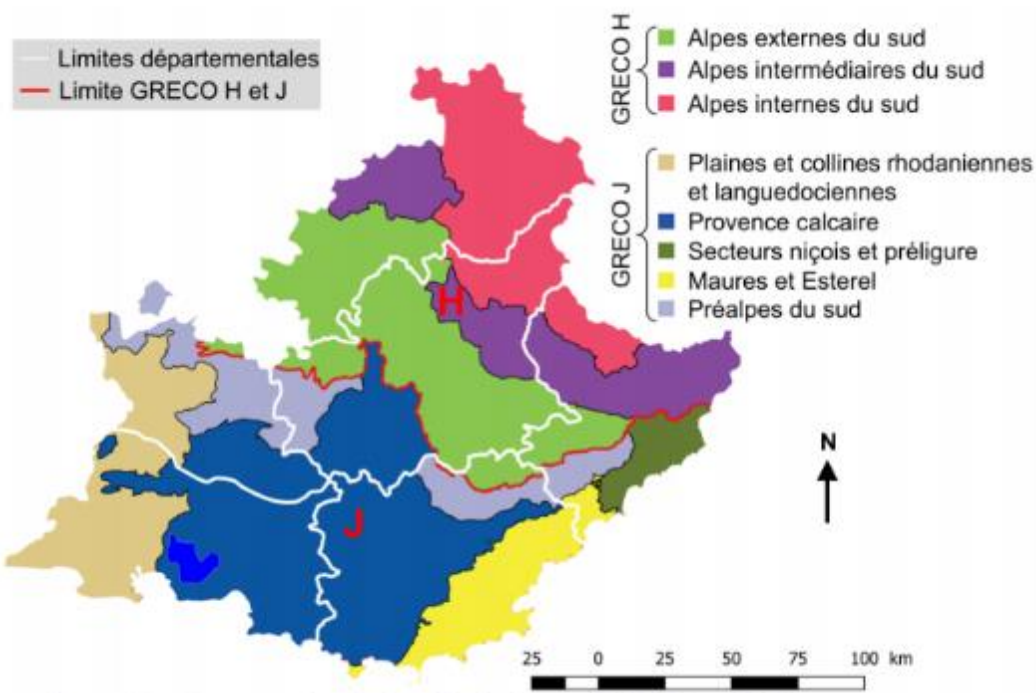 Limites départementales
Limite GRECO H et J
GRECO H
Alpes externes du sud
Alpes intermédiaires du sud
Alpes internes du sud
GRECO J
Plaines et collines rhodaniennes
et languedociennes
Provence calcaire
Secteurs niçois et préligure
Maures et Esterel
Préalpes du sud
H
J
N
25 0 25 50 75 100 km